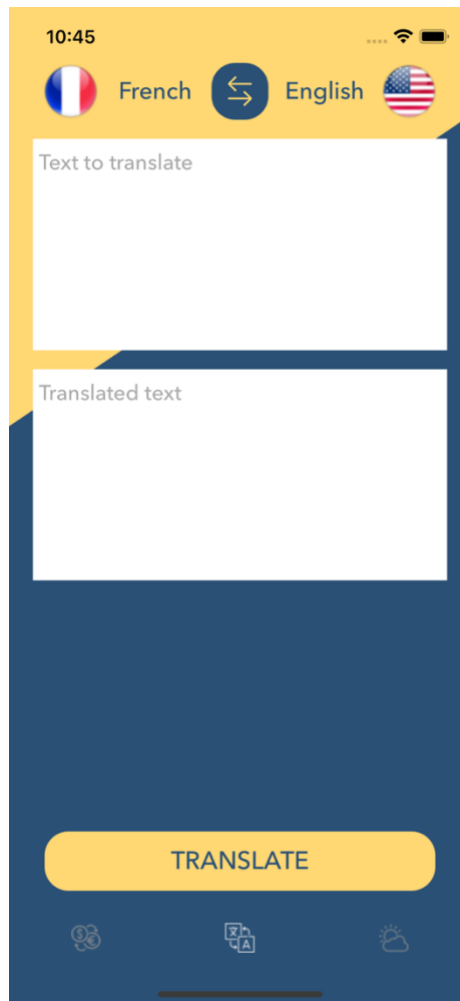 10:45
French English
Text to translate
Translated text
TRANSLATE